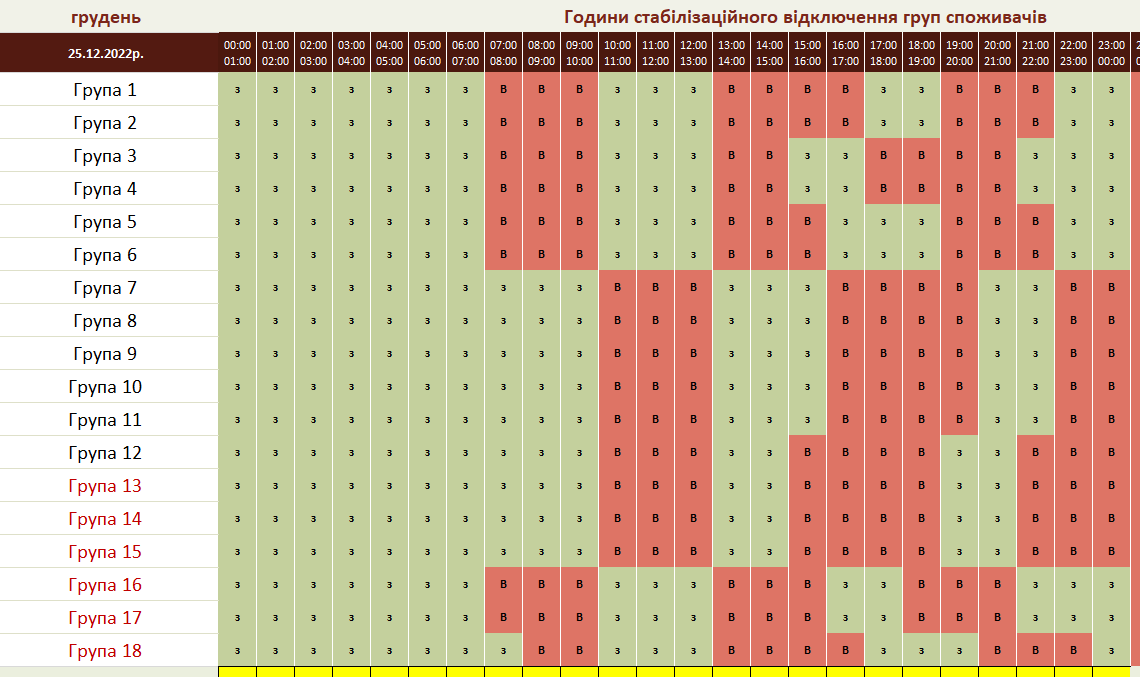 грудень Години стабілізаційного відключення груп споживачів
25.12.2022р. 00:00 01:00 02:00 03:00 04:00 05:00 06:00 07:00 08:00 09:00 10:00 11:00 12:00 13:00 14:00 15:00 16:00 17:00 18:00 19:00 20:00 21:00 22:00 23:00
01:00 02:00 03:00 04:00 05:00 06:00 07:00 08:00 09:00 10:00 11:00 12:00 13:00 14:00 15:00 16:00 17:00 18:00 19:00 20:00 21:00 22:00 23:00 00:00
Група 1 з з з з з з з В В В з з з В В В В з з В В В з з
Група 2 з з з з з з з В В В з з з В В В В з з В В В з з
Група 3 з з з з з з з В В В з з з В В з з В В В В з з з
Група 4 з з з з з з з В В В з з з В В з з В В В В з з з
Група 5 з з з з з з з В В В з з з В В В з з з В В В з з
Група 6 з з з з з з з В В В з з з В В В з з з В В В з з
Група 7 з з з з з з з з з з В В В з з з В В В В з з В В
Група 8 з з з з з з з з з з В В В з з з В В В В з з В В
Група 9 з з з з з з з з з з В В В з з з В В В В з з В В
Група 10 з з з з з з з з з з В В В з з з В В В В з з В В
Група 11 з з з з з з з з з з В В В з з з В В В В з з В В
Група 12 з з з з з з з з з з В В В з з В В В В з з В В В
Група 13 з з з з з з з з з з В В В з з В В В В з з В В В
Група 14 з з з з з з з з з з В В В з з В В В В з з В В В
Група 15 з з з з з з з з з з В В В з з В В В В з з В В В
Група 16 з з з з з з з В В В з з з В В В з з В В В з з з
Група 17 з з з з з з з В В В з з з В В В з з В В В з з з
Група 18 з з з з з з з з В В з з з В В В В з з з В В В з